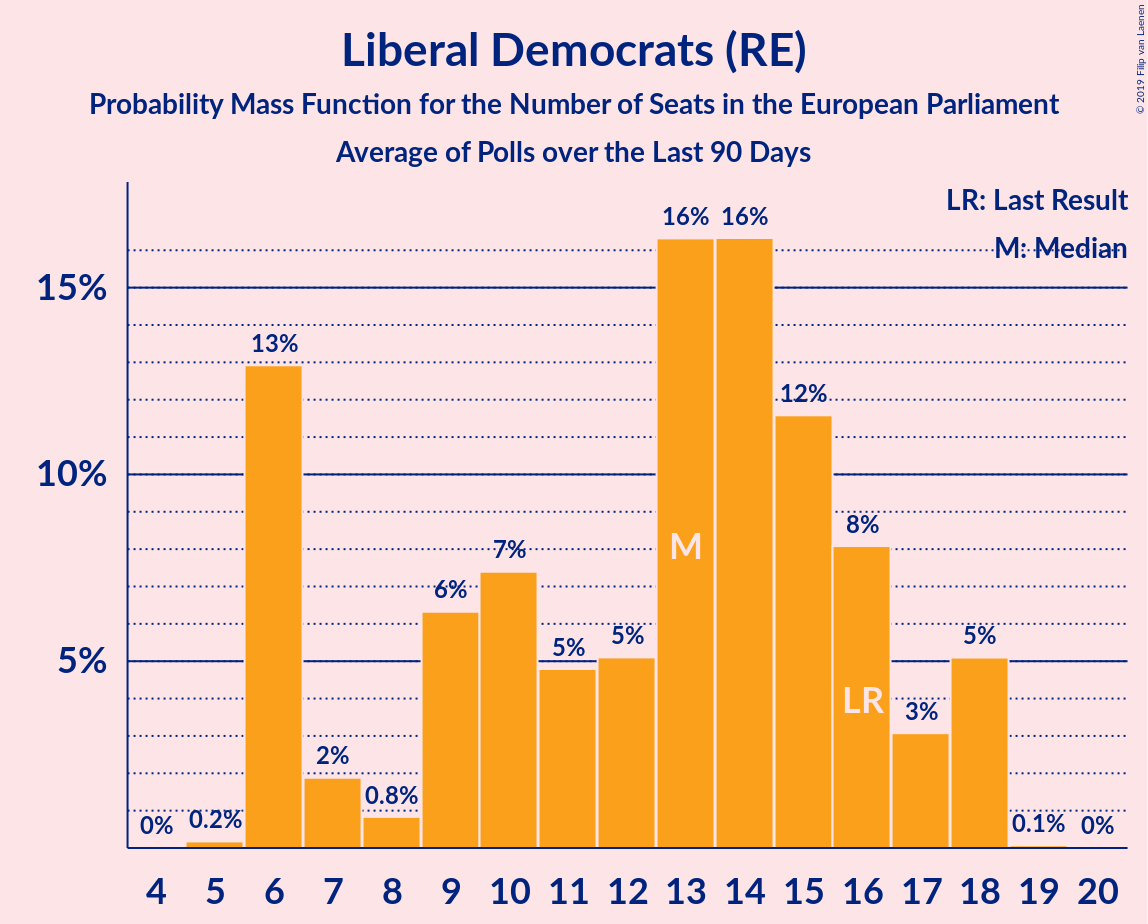 Liberal Democrats (RE)
Probability Mass Function for the Number of Seats in the European Parliament
Average of Polls over the Last 90 Days
© 2019 Filip van Laenen
LR: Last Result
M: Median
15%
10%
5%
0%
0.2%
13%
2%
0.8%
6%
7%
5%
5%
16%
16%
12%
8%
3%
5%
0.1%
0%
M
LR
4 5 6 7 8 9 10 11 12 13 14 15 16 17 18 19 20